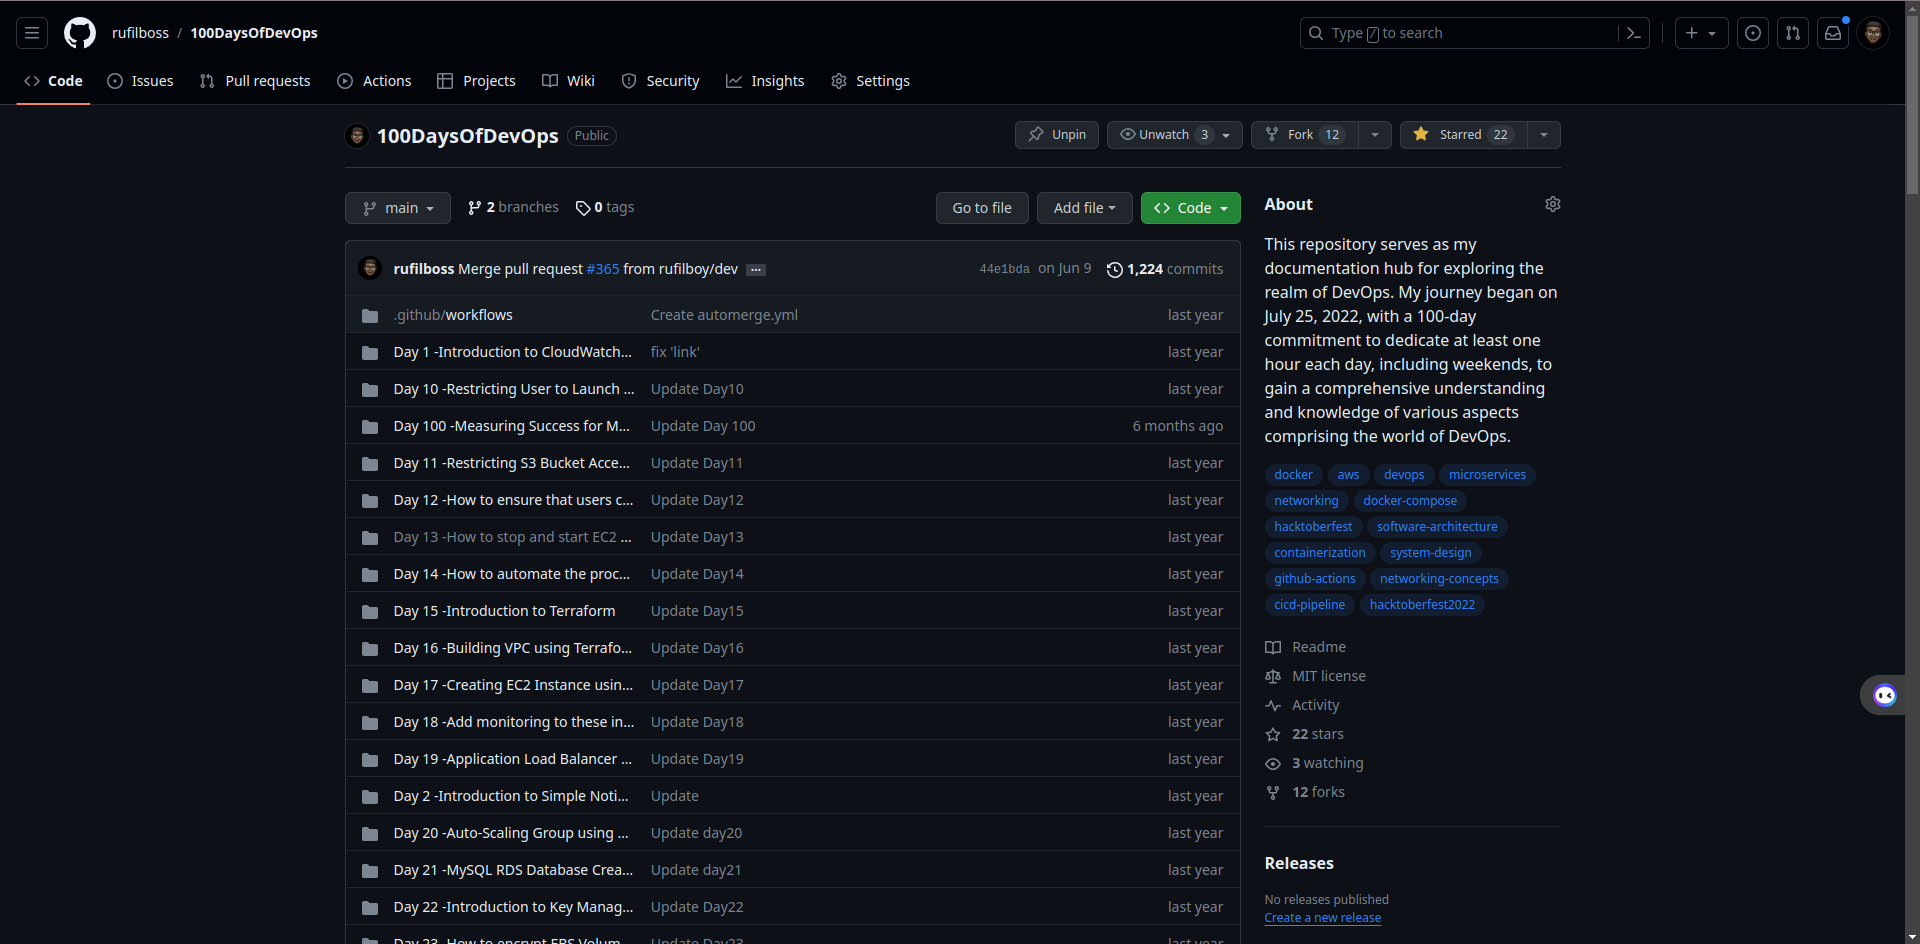 rufilboss / 100DaysOfDevOps
Type / to search
Code Issues Pull requests Actions Projects Wiki Security Insights Settings
100DaysOfDevOps Public
Unpin Unwatch 3 Fork 12 Starred 22
main 2 branches 0 tags
Go to file Add file Code
rufilboss Merge pull request #365 from rufilboy/dev ... 44e1bda on Jun 9 1,224 commits
.github/workflows Create automerge.yml last year
Day 1 -Introduction to CloudWatch... fix 'link' last year
Day 10 -Restricting User to Launch ... Update Day10 last year
Day 100 -Measuring Success for M... Update Day 100 6 months ago
Day 11 -Restricting S3 Bucket Acce... Update Day11 last year
Day 12 -How to ensure that users c... Update Day12 last year
Day 13 -How to stop and start EC2 ... Update Day13 last year
Day 14 -How to automate the proc... Update Day14 last year
Day 15 -Introduction to Terraform Update Day15 last year
Day 16 -Building VPC using Terrafo... Update Day16 last year
Day 17 -Creating EC2 Instance usin... Update Day17 last year
Day 18 -Add monitoring to these in... Update Day18 last year
Day 19 -Application Load Balancer ... Update Day19 last year
Day 2 -Introduction to Simple Noti... Update last year
Day 20 -Auto-Scaling Group using ... Update day20 last year
Day 21 -MySQL RDS Database Crea... Update day21 last year
Day 22 -Introduction to Key Manag... Update Day22 last year
Day 23 -How to encrypt EBS Volum... Update Day23 last year
About
This repository serves as my
documentation hub for exploring the
realm of DevOps. My journey began on
July 25, 2022, with a 100-day
commitment to dedicate at least one
hour each day, including weekends, to
gain a comprehensive understanding
and knowledge of various aspects
comprising the world of DevOps.
docker aws devops microservices
networking docker-compose
hacktoberfest software-architecture
containerization system-design
github-actions networking-concepts
cicd-pipeline hacktoberfest2022
Readme
MIT license
Activity
22 stars
3 watching
12 forks
Releases
No releases published
Create a new release